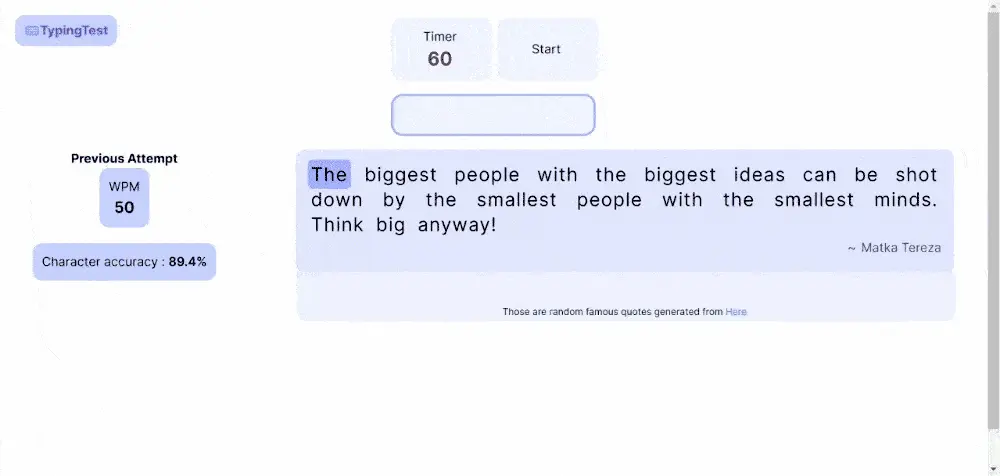 TypingTest
Timer
60
Start
Previous Attempt
WPM
50
Character accuracy : 89.4%
The biggest people with the biggest ideas can be shot
down by the smallest people with the smallest minds.
Think big anyway!
~ Matka Tereza
Those are random famous quotes generated from Here